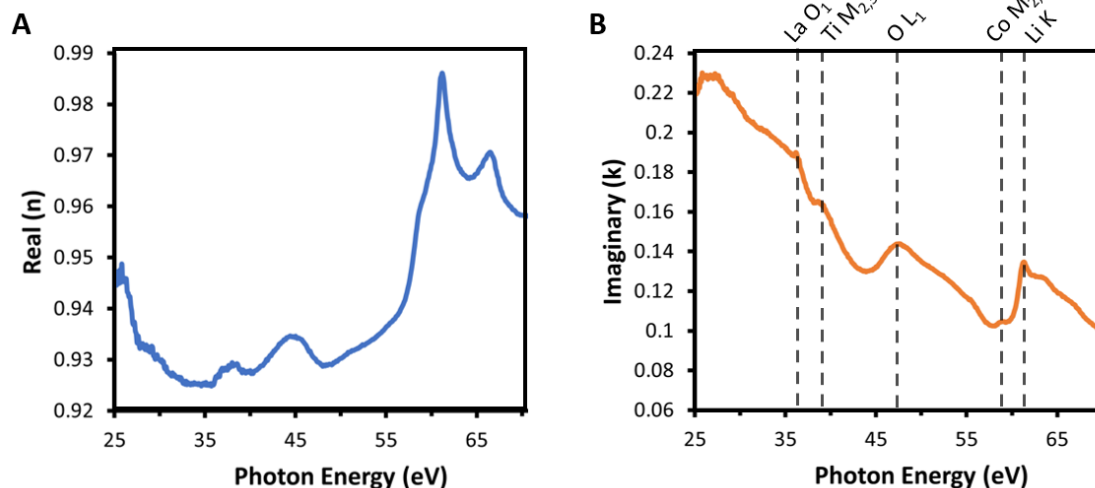 A
0.99
0.98
0.97
0.96
0.95
0.94
0.93
0.92
25
35
45
55
65
Real (n)
Photon Energy (eV)
B
La O₁
Ti M₂,₃
O L₁
Co M₂,
Li K
0.24
0.22
0.2
0.18
0.16
0.14
0.12
0.1
0.08
0.06
25
35
45
55
65
Imaginary (k)
Photon Energy (eV)